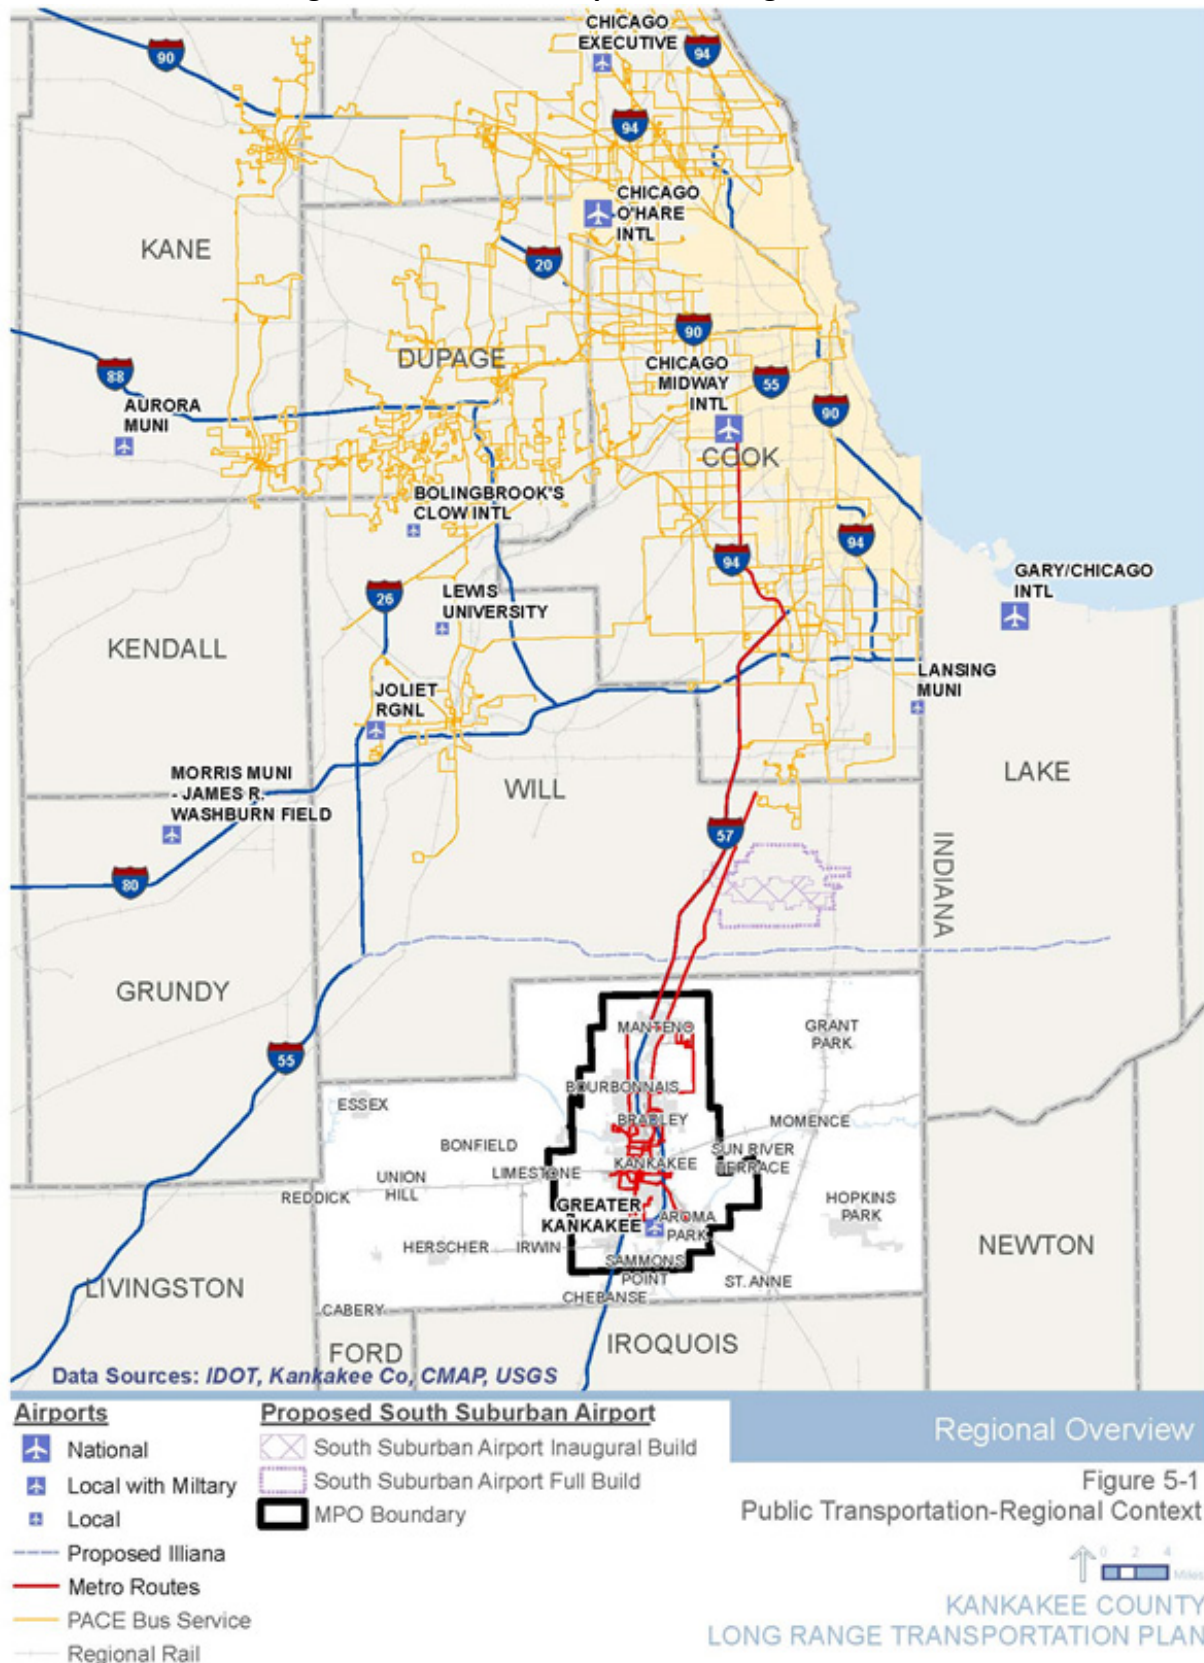 CHICAGO
EXECUTIVE
94
90
94
CHICAGO
O'HARE
INTL
KANE
20
90
DUPAGE
CHICAGO
MIDWAY
INTL
55
88
90
AURORA
MUNI
COOK
BOLINGBROOK'S
CLOW INTL
94
94
GARY/CHICAGO
INTL
26
LEWIS
UNIVERSITY
KENDALL
LANSING
MUNI
JOLIET
RGNL
MORRIS MUNI
- JAMES R.
WASHBURN FIELD
WILL
LAKE
57
INDIANA
80
GRUNDY
MANTENO
GRANT
PARK
55
BOURBONNAIS
ESSEX
BRADLEY
MOMENCE
BONFIELD
SUN RIVER
TERRACE
KANKAKEE
LIMESTONE
UNION
HILL
REDDICK
HOPKINS
PARK
GREATER
KANKAKEE
AROMA
PARK
HERSCHER
IRWIN
NEWTON
SAMMONS
POINT
ST. ANNE
LIVINGSTON
CHEBANSE
CABERY
FORD
IROQUOIS
Data Sources: IDOT, Kankakee Co, CMAP, USGS
Airports
National
Local with Miltary
Local
Proposed Illiana
Metro Routes
PACE Bus Service
Regional Rail
Proposed South Suburban Airport
South Suburban Airport Inaugural Build
South Suburban Airport Full Build
MPO Boundary
Regional Overview
Figure 5-1
Public Transportation-Regional Context
0 2 4
Miles
KANKAKEE COUNTY
LONG RANGE TRANSPORTATION PLAN